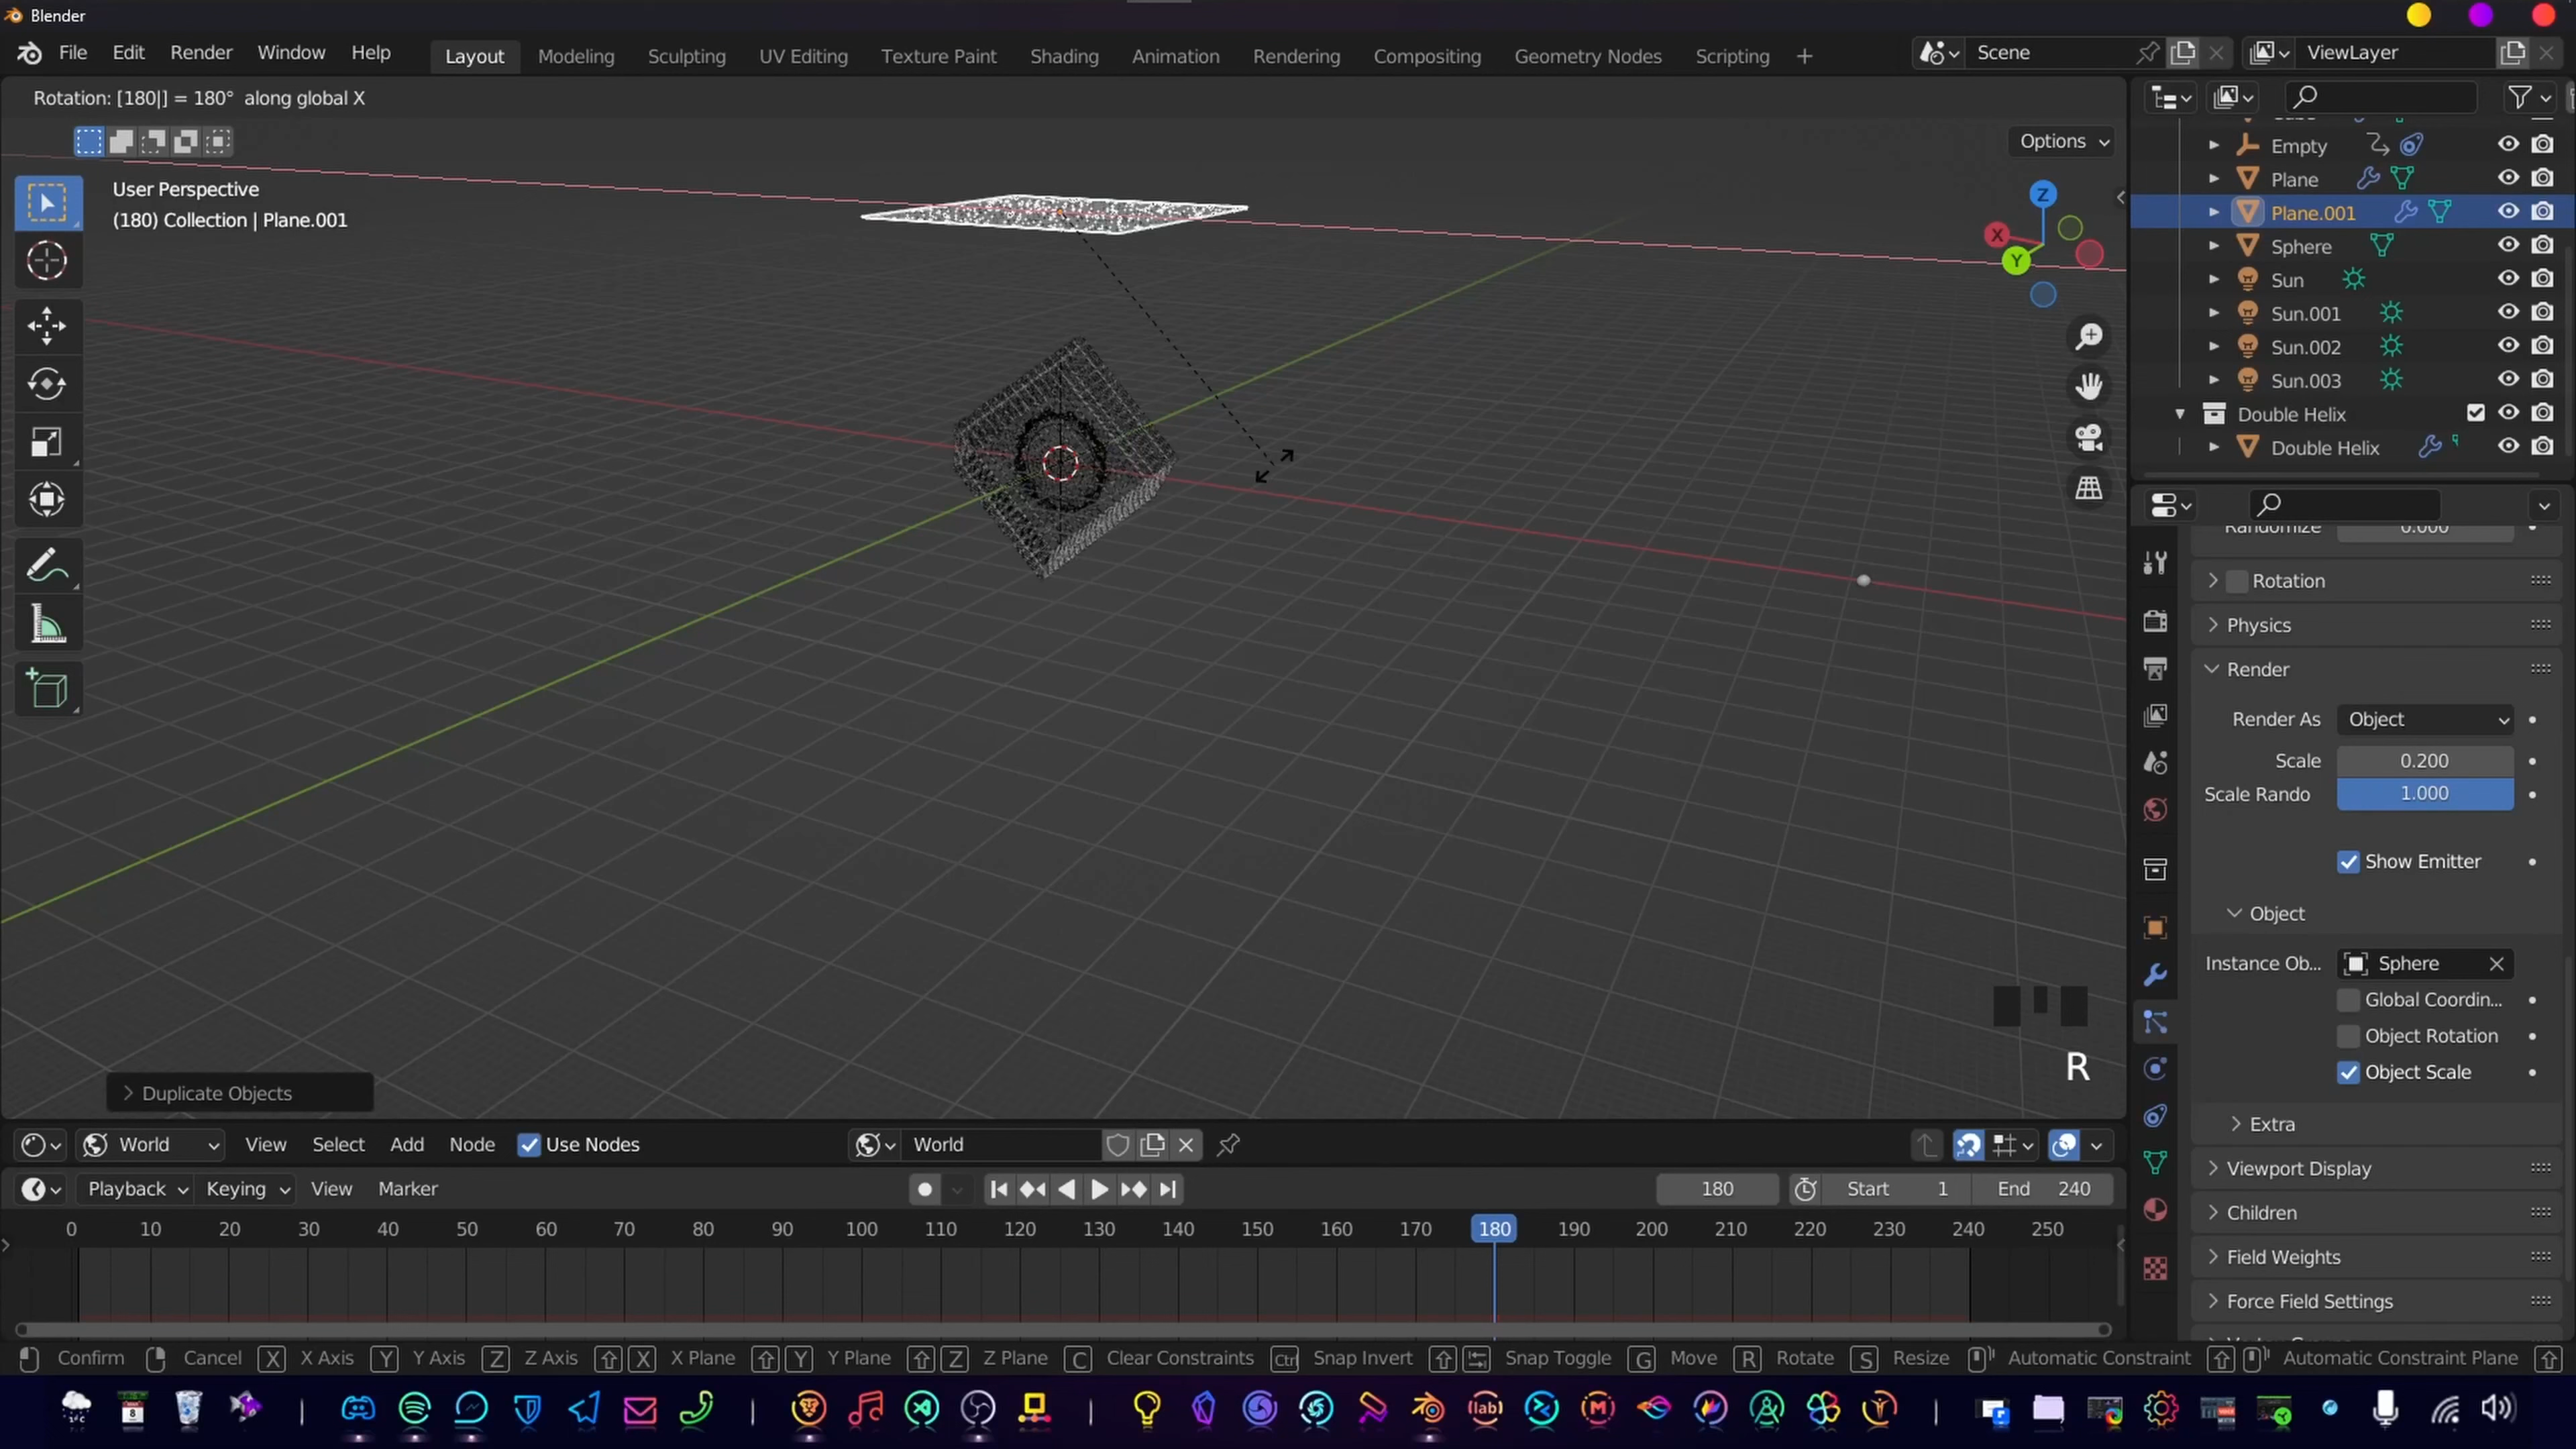 Blender
File Edit Render Window Help Layout Modeling Sculpting UV Editing Texture Paint Shading Animation Rendering Compositing Geometry Nodes Scripting + Scene ViewLayer
Rotation: [180|] = 180° along global X
Options
User Perspective
(180) Collection | Plane.001
Z
X
Y
Empty
Plane
Plane.001
Sphere
Sun
Sun.001
Sun.002
Sun.003
Double Helix
Double Helix
Randomize 0.000
Rotation
Physics
Render
Render As Object
Scale 0.200
Scale Rando 1.000
Show Emitter
Object
Instance Ob... Sphere
Global Coordin...
Object Rotation
Object Scale
Extra
Viewport Display
Children
Field Weights
Force Field Settings
R
Duplicate Objects
World View Select Add Node Use Nodes World
Playback Keying View Marker 180 Start 1 End 240
0 10 20 30 40 50 60 70 80 90 100 110 120 130 140 150 160 170 180 190 200 210 220 230 240 250
Confirm Cancel X X Axis Y Y Axis Z Z Axis X X Plane Y Y Plane Z Z Plane C Clear Constraints Ctrl Snap Invert Snap Toggle G Move R Rotate S Resize Automatic Constraint Automatic Constraint Plane
8
lab